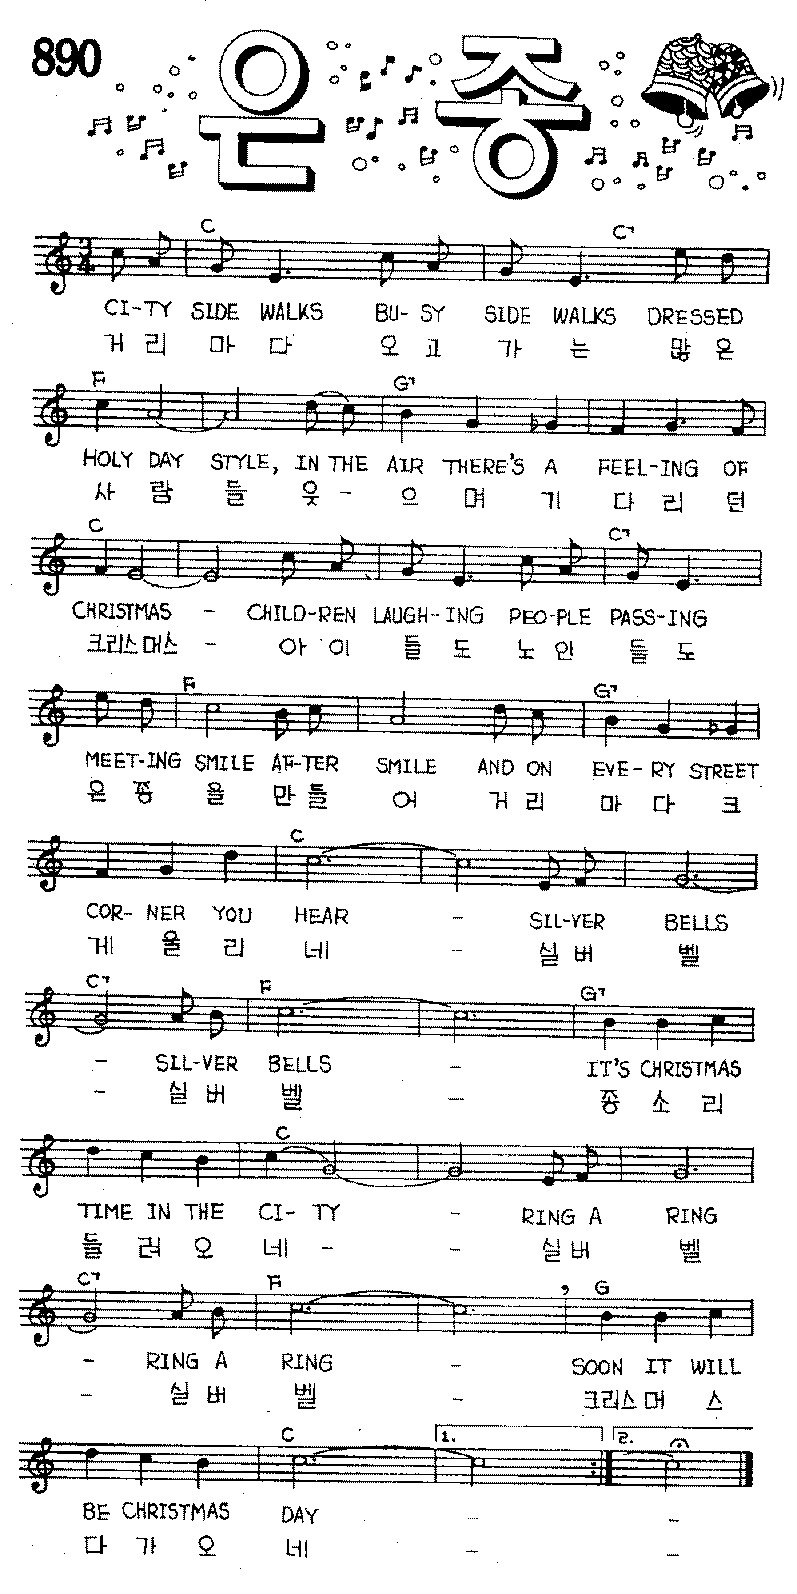 890
은종
C C7
CI-TY SIDE WALKS BU-SY SIDE WALKS DRESSED
거 리 마 다 오 고 가 는 많 은
F G7
HOLY DAY STYLE, IN THE AIR THERE'S A FEEL-ING OF
사 람 들 웃 - 으 며 기 다 리 던
C C7
CHRISTMAS - CHILD-REN LAUGH-ING PEO-PLE PASS-ING
크리스머스 - 아 이 들 도 노 인 들 도
F G7
MEET-ING SMILE AF-TER SMILE AND ON EVE-RY STREET
은 종 을 만 들 어 거 리 마 다 크
C
COR-NER YOU HEAR - SIL-VER BELLS
게 울 리 네 - 실 버 벨
C7 F G7
- SIL-VER BELLS - IT'S CHRISTMAS
- 실 버 벨 - 종 소 리
C
TIME IN THE CI-TY - RING A RING
들 려 오 네 - - 실 버 벨
C7 F G
- RING A RING - SOON IT WILL
- 실 버 벨 - 크리스머 스
C 1. 2.
BE CHRISTMAS DAY - -
다 가 오 네 - -